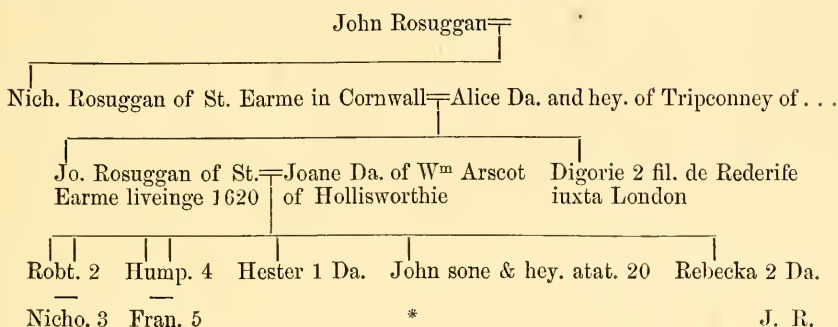 John Rosuggan
Nich. Rosuggan of St. Earme in Cornwall Alice Da. and hey. of Tripconney of . . .
Jo. Rosuggan of St. Joane Da. of Wm Arscot Digorie 2 fil. de Rederife
Earme liveinge 1620 of Hollisworthie iuxta London
Robt. 2 Hump. 4 Hester 1 Da. John sone & hey. atat. 20 Rebecka 2 Da.
Nicho. 3 Fran. 5 * J. R.